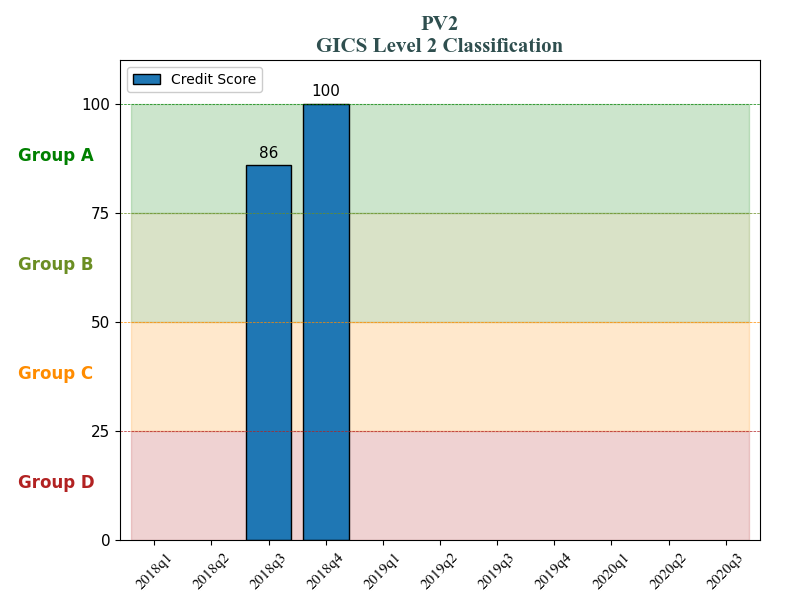 PV2
GICS Level 2 Classification
Credit Score
100
86
100
Group A
75
Group B
50
Group C
25
Group D
0
2018q1 2018q2 2018q3 2018q4 2019q1 2019q2 2019q3 2019q4 2020q1 2020q2 2020q3